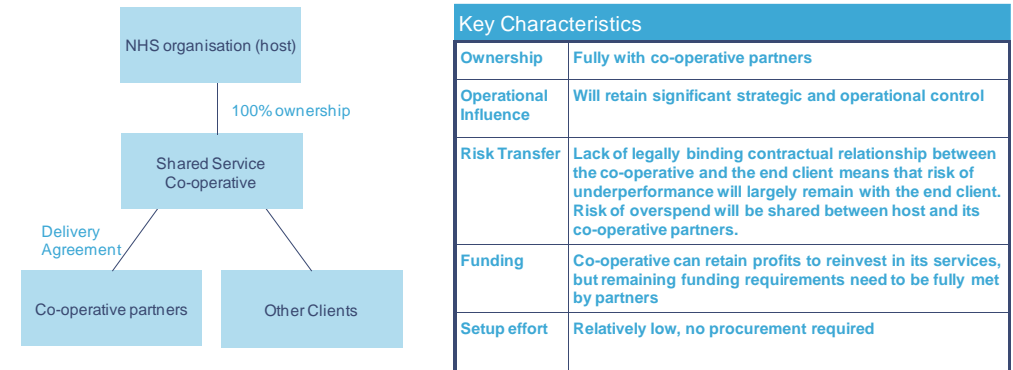 NHS organisation (host)
100% ownership
Shared Service
Co-operative
Delivery
Agreement
Co-operative partners
Other Clients
Key Characteristics
Ownership
Fully with co-operative partners
Operational
Influence
Will retain significant strategic and operational control
Risk Transfer
Lack of legally binding contractual relationship between
the co-operative and the end client means that risk of
underperformance will largely remain with the end client.
Risk of overspend will be shared between host and its
co-operative partners.
Funding
Co-operative can retain profits to reinvest in its services,
but remaining funding requirements need to be fully met
by partners
Setup effort
Relatively low, no procurement required